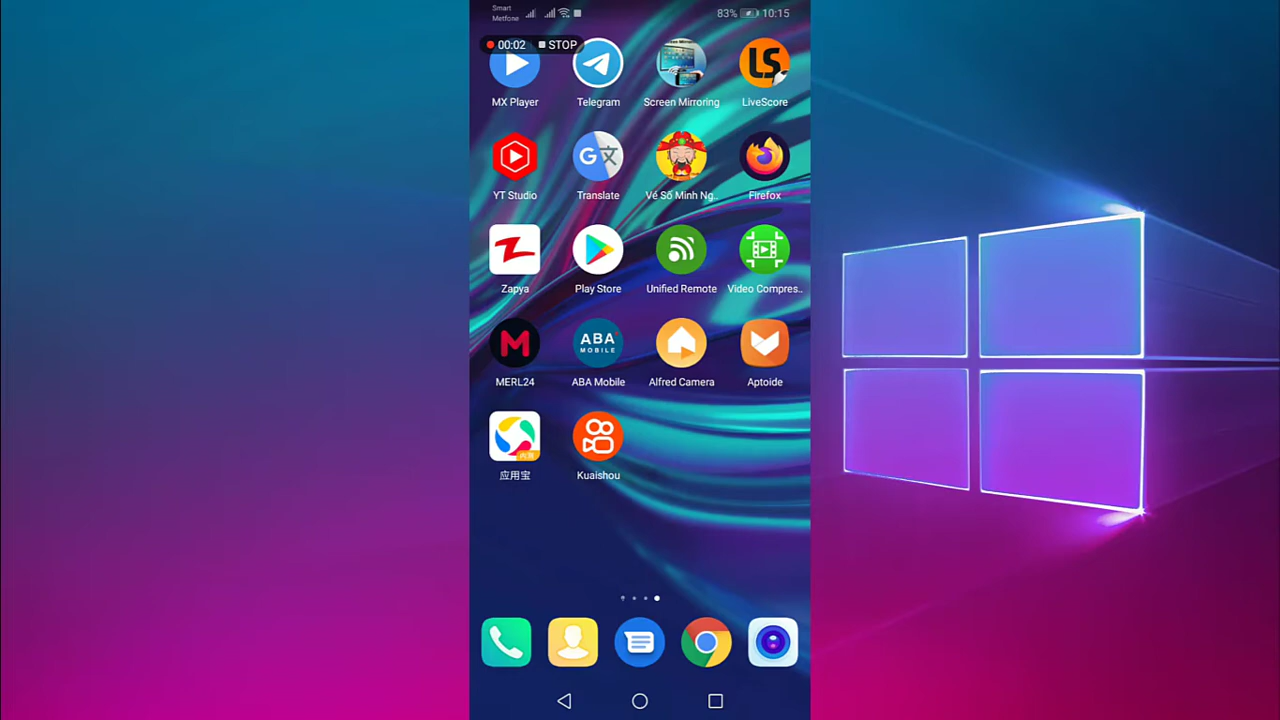 Smart
Metfone
83% 10:15
00:02 STOP
MX Player
Telegram
Screen Mirroring
LS
LiveScore
YT Studio
G文
Translate
Vé Số Minh Ng..
Firefox
Zapya
Play Store
Unified Remote
Video Compres..
M
MERL24
ABA'
MOBILE
ABA Mobile
Alfred Camera
Aptoide
应用宝
Kuaishou